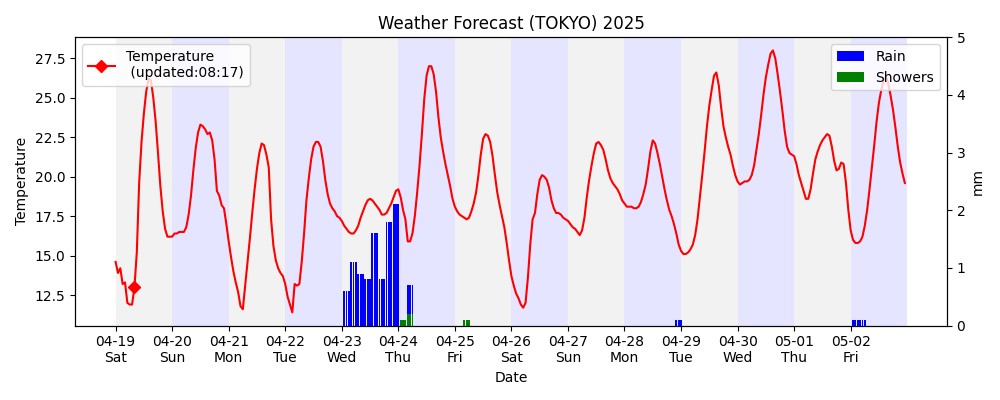 Weather Forecast (TOKYO) 2025
Temperature
(updated:08:17)
Rain
Showers
27.5
25.0
22.5
20.0
17.5
15.0
12.5
Temperature
5
4
3
2
1
0
mm
04-19 04-20 04-21 04-22 04-23 04-24 04-25 04-26 04-27 04-28 04-29 04-30 05-01 05-02
Sat Sun Mon Tue Wed Thu Fri Sat Sun Mon Tue Wed Thu Fri
Date